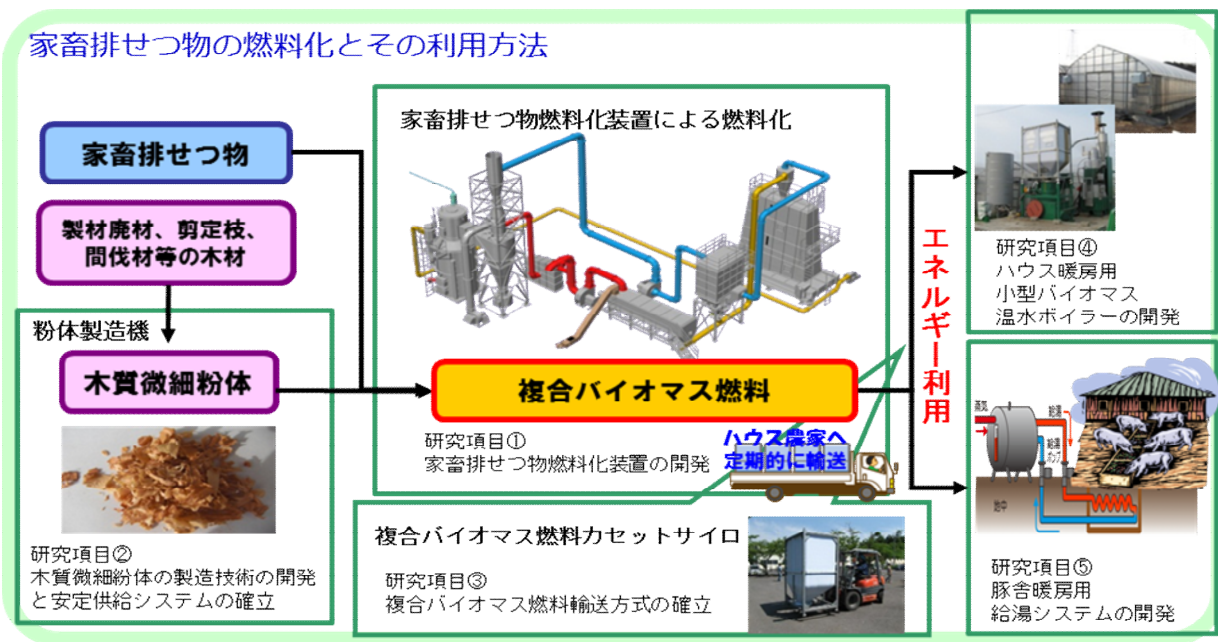 家畜排せつ物の燃料化とその利用方法
家畜排せつ物
製材廃材、剪定枝、
間伐材等の木材
粉体製造機
木質微細粉体
研究項目②
木質微細粉体の製造技術の開発
と安定供給システムの確立
家畜排せつ物燃料化装置による燃料化
複合バイオマス燃料
研究項目①
家畜排せつ物燃料化装置の開発
ハウス農家へ
定期的に輸送
複合バイオマス燃料カセットサイロ
研究項目③
複合バイオマス燃料輸送方式の確立
エネルギー利用
研究項目④
ハウス暖房用
小型バイオマス
温水ボイラーの開発
蒸気
給湯
給湯
ポンプ
地中
研究項目⑤
豚舎暖房用
給湯システムの開発